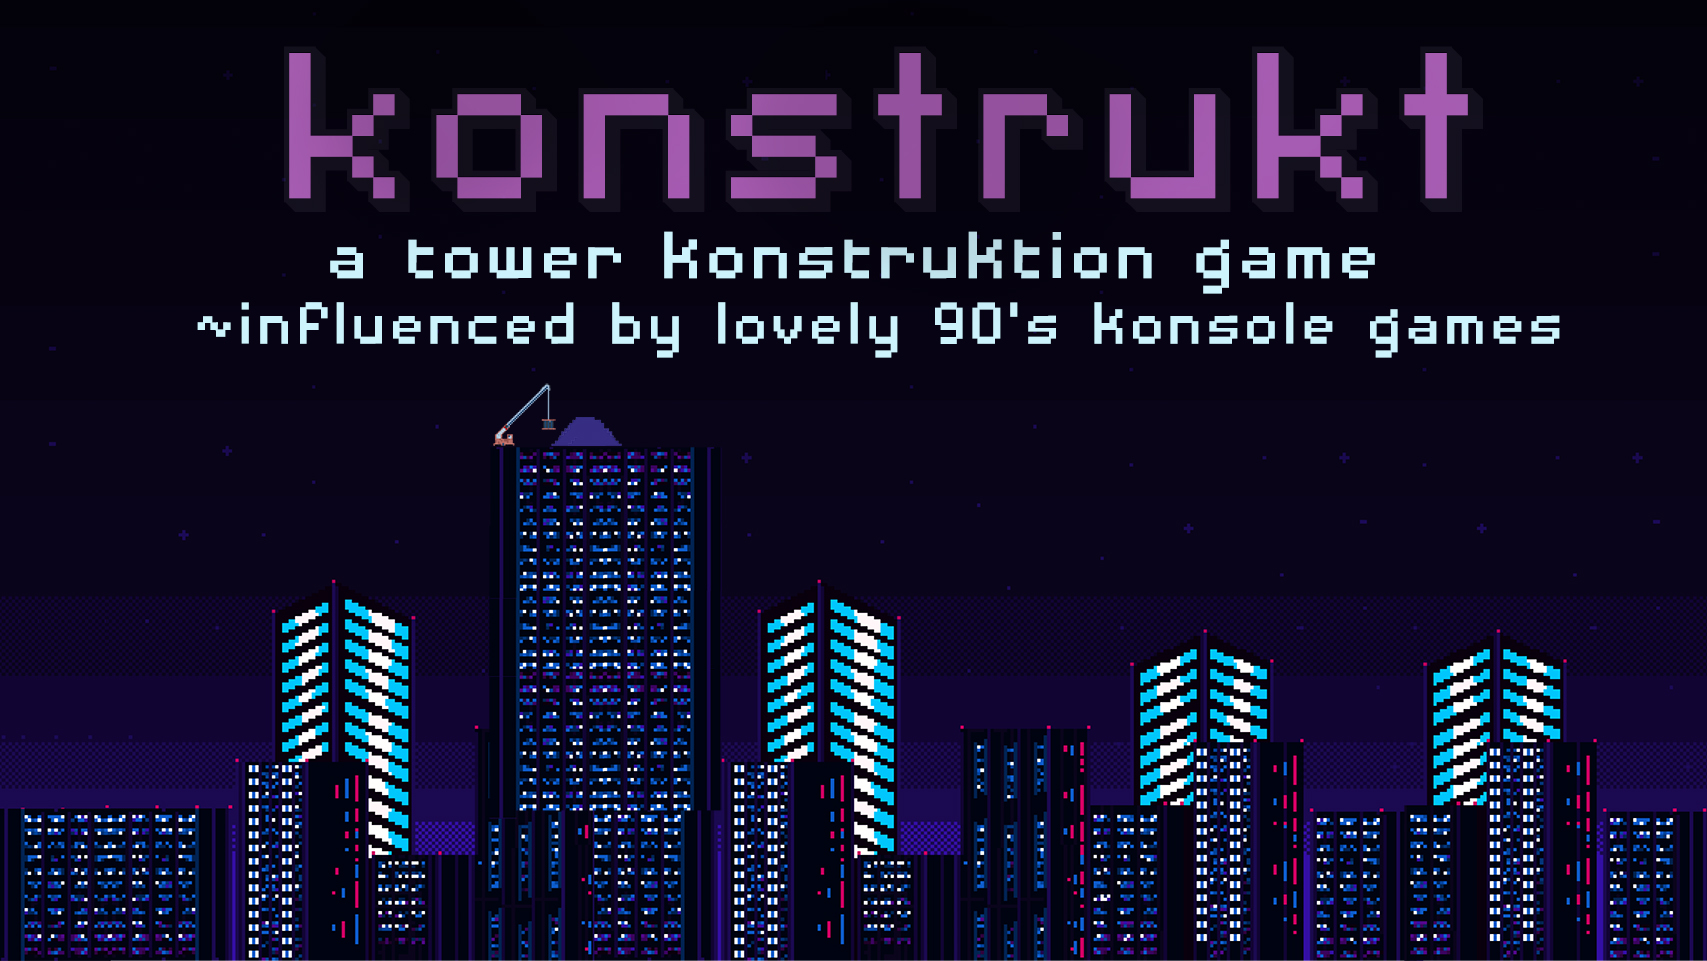 konstrukt
a tower konstruktion game
~influenced by lovely 90's konsole games